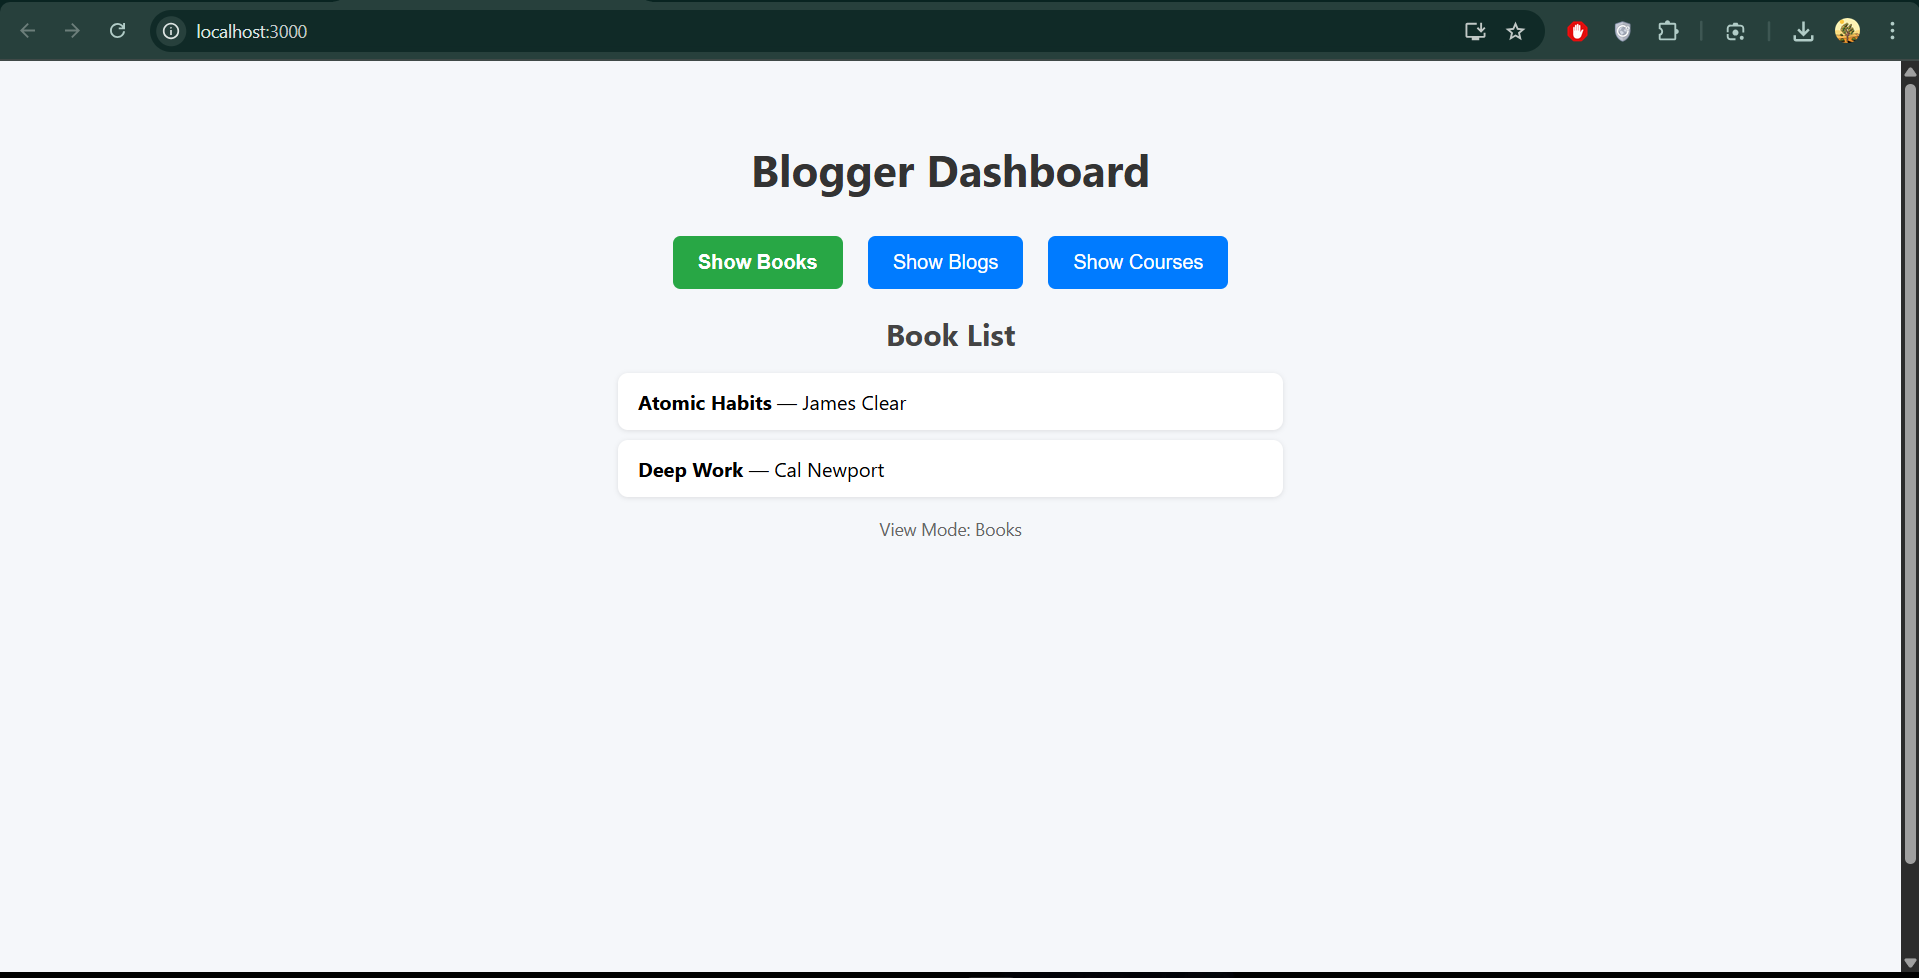 localhost:3000
Blogger Dashboard
Show Books
Show Blogs
Show Courses
Book List
Atomic Habits — James Clear
Deep Work — Cal Newport
View Mode: Books